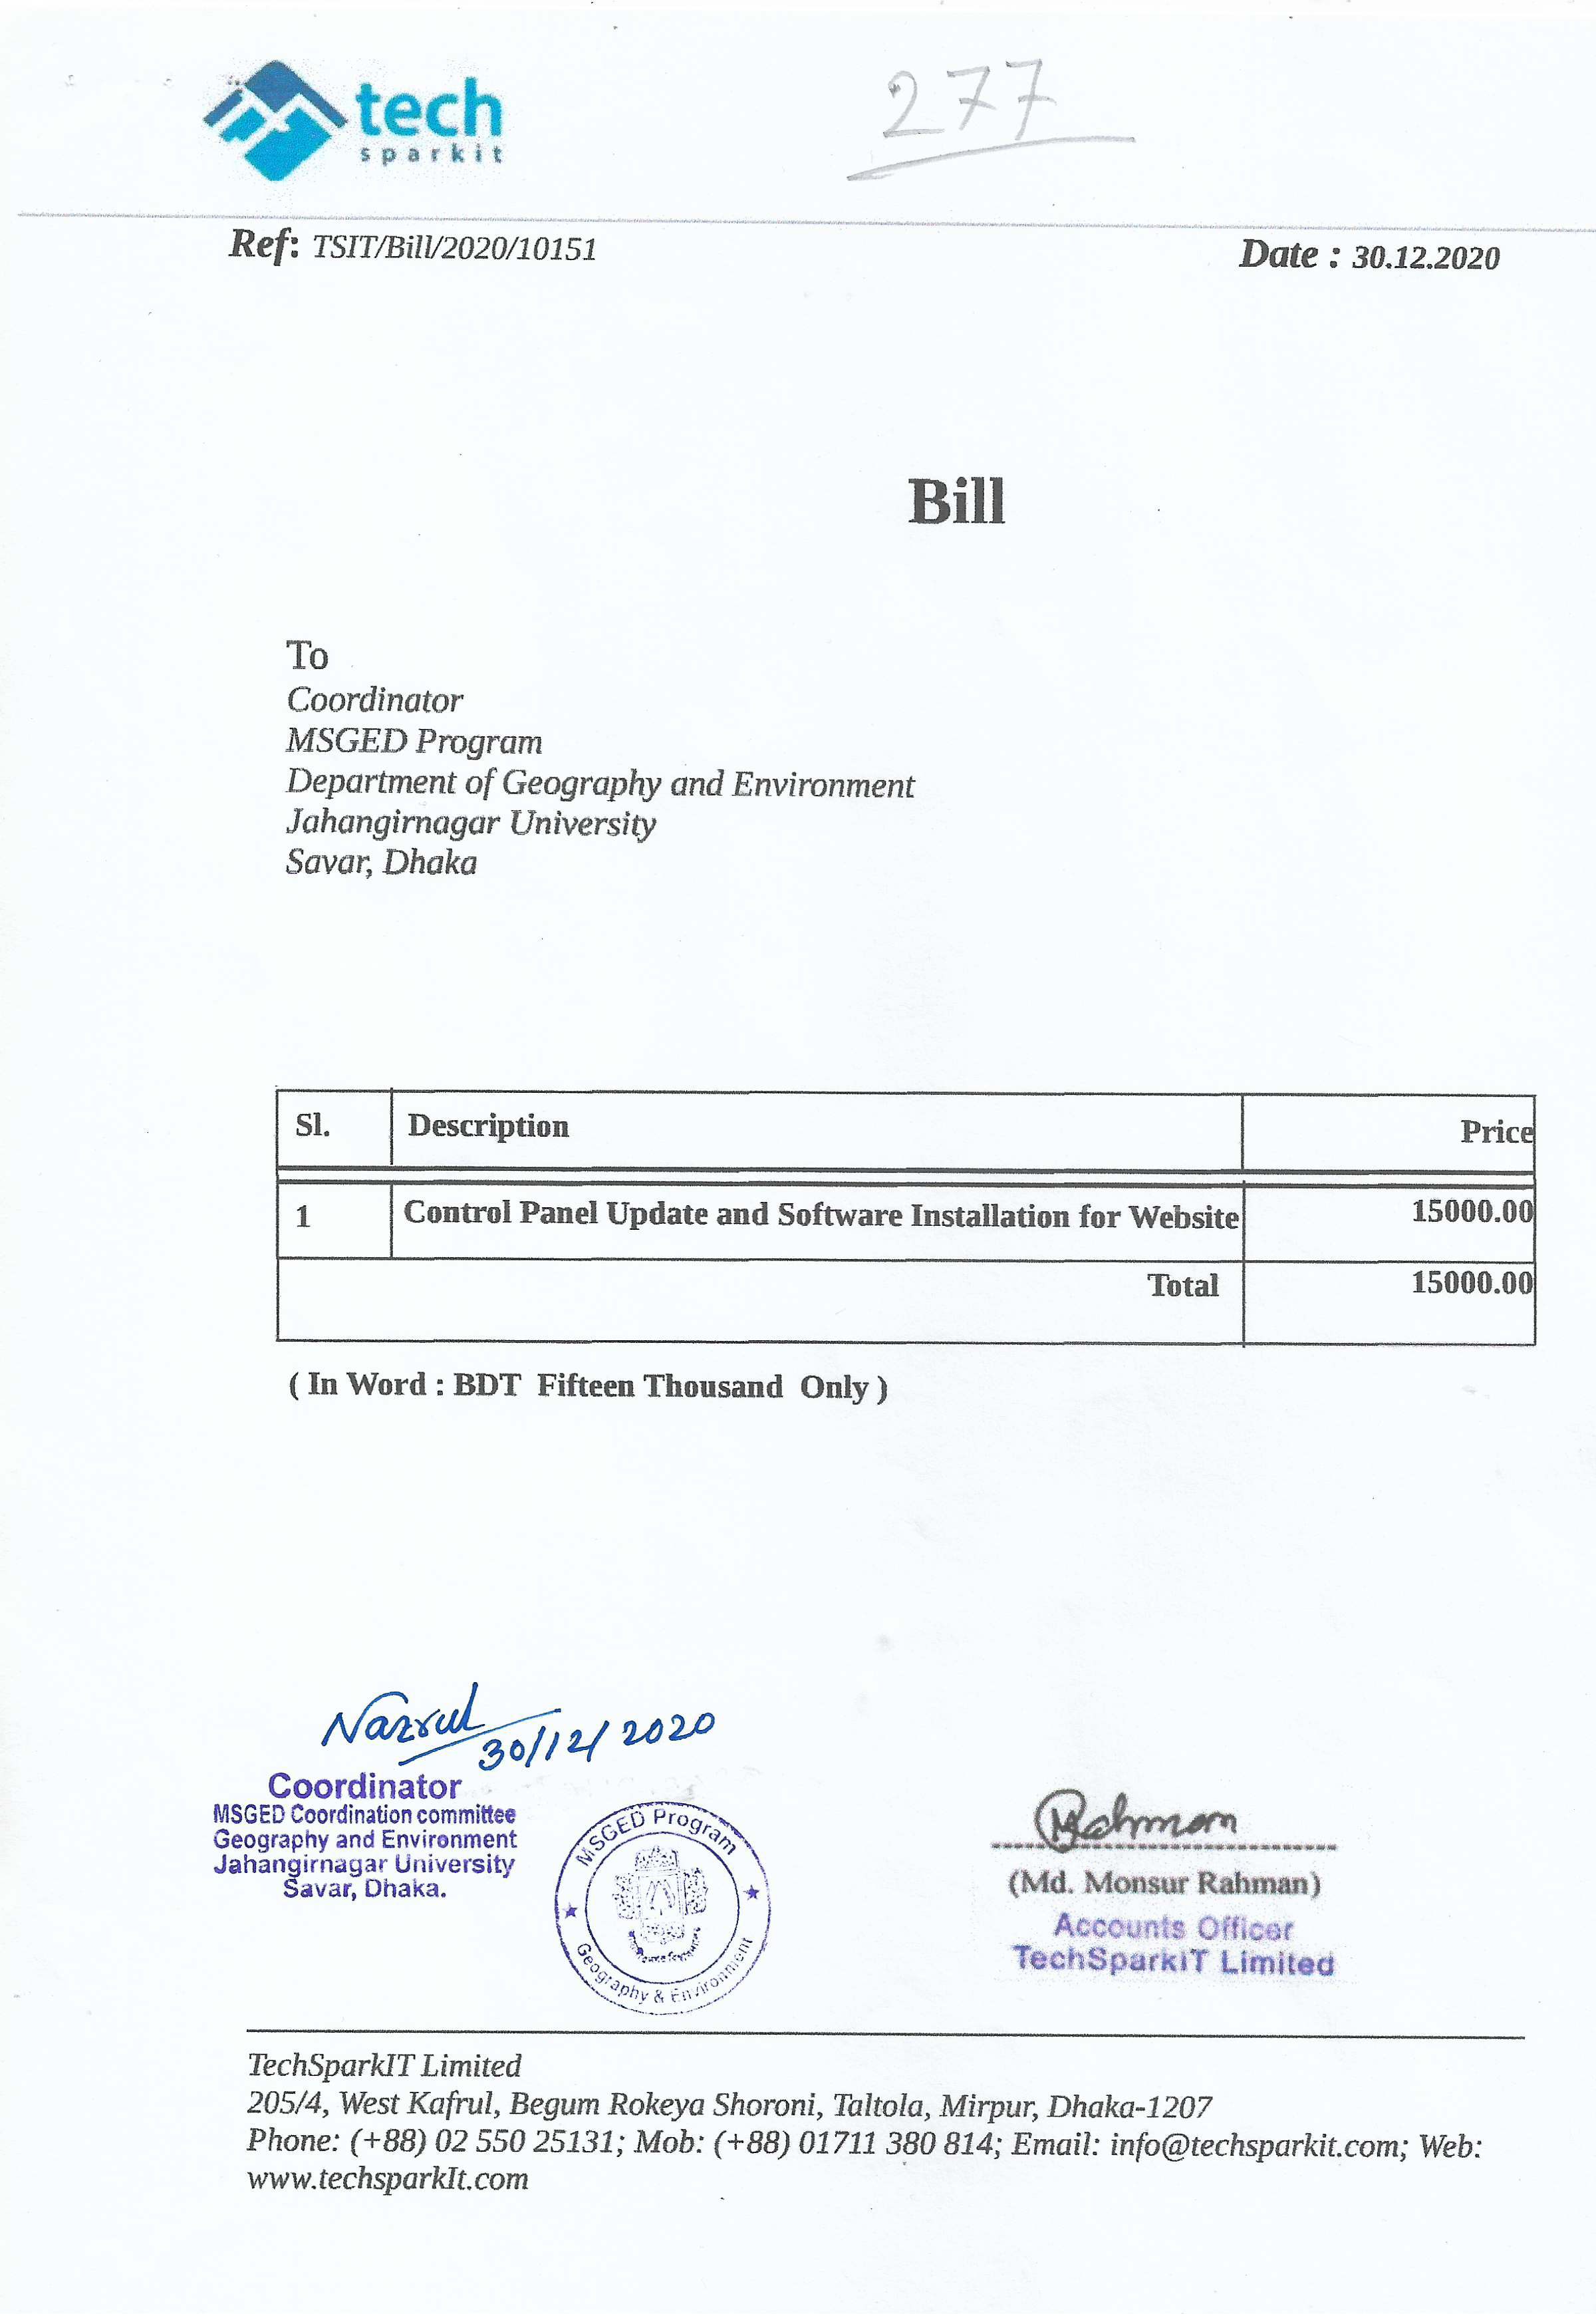 tech
sparkit
277
Ref: TSIT/Bill/2020/10151
Date : 30.12.2020
Bill
To
Coordinator
MSGED Program
Department of Geography and Environment
Jahangirnagar University
Savar, Dhaka
Sl. Description Price
1 Control Panel Update and Software Installation for Website 15000.00
Total 15000.00
( In Word : BDT Fifteen Thousand Only )
Nazrul
30/12/2020
Coordinator
MSGED Coordination committee
Geography and Environment
Jahangirnagar University
Savar, Dhaka.
MSGED Program
Geography & Environment
Rahman
(Md. Monsur Rahman)
Accounts Officer
TechSparkIT Limited
TechSparkIT Limited
205/4, West Kafrul, Begum Rokeya Shoroni, Taltola, Mirpur, Dhaka-1207
Phone: (+88) 02 550 25131; Mob: (+88) 01711 380 814; Email: info@techsparkit.com; Web:
www.techsparkIt.com